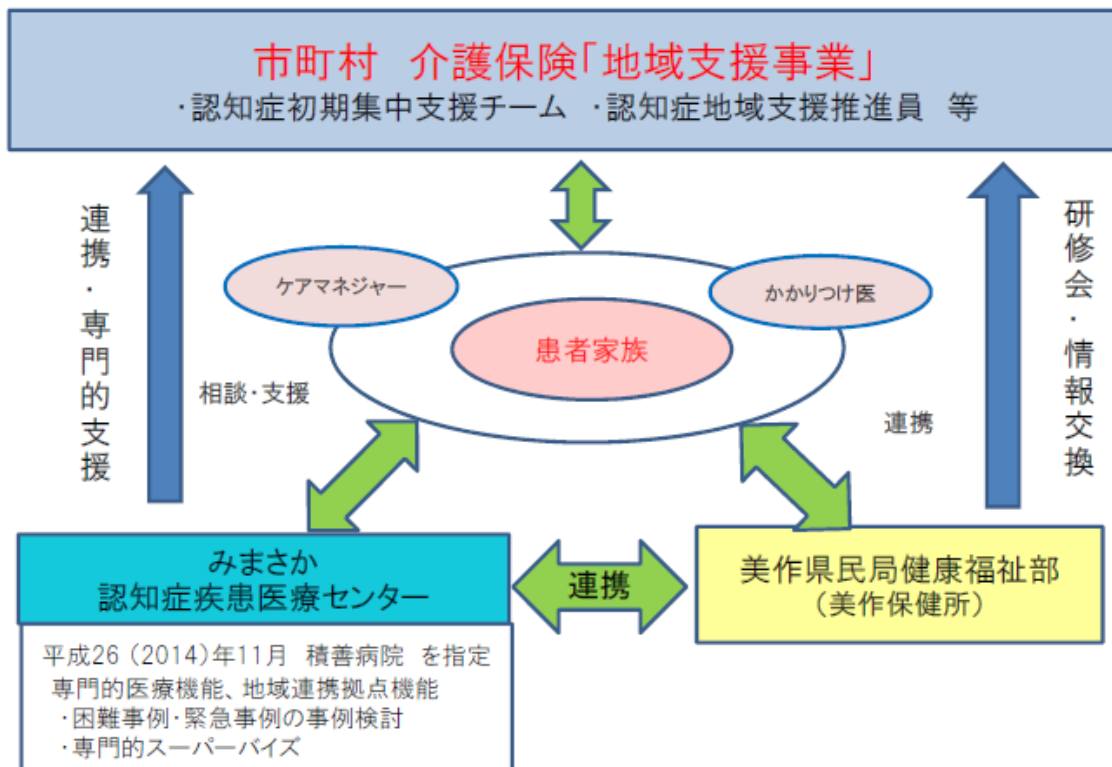 市町村　介護保険「地域支援事業」
・認知症初期集中支援チーム　・認知症地域支援推進員　等
連携・専門的支援
研修会・情報交換
ケアマネジャー
かかりつけ医
患者家族
相談・支援
連携
みまさか
認知症疾患医療センター
連携
美作県民局健康福祉部
（美作保健所）
平成26（2014）年11月　積善病院　を指定
専門的医療機能、地域連携拠点機能
・困難事例・緊急事例の事例検討
・専門的スーパーバイズ